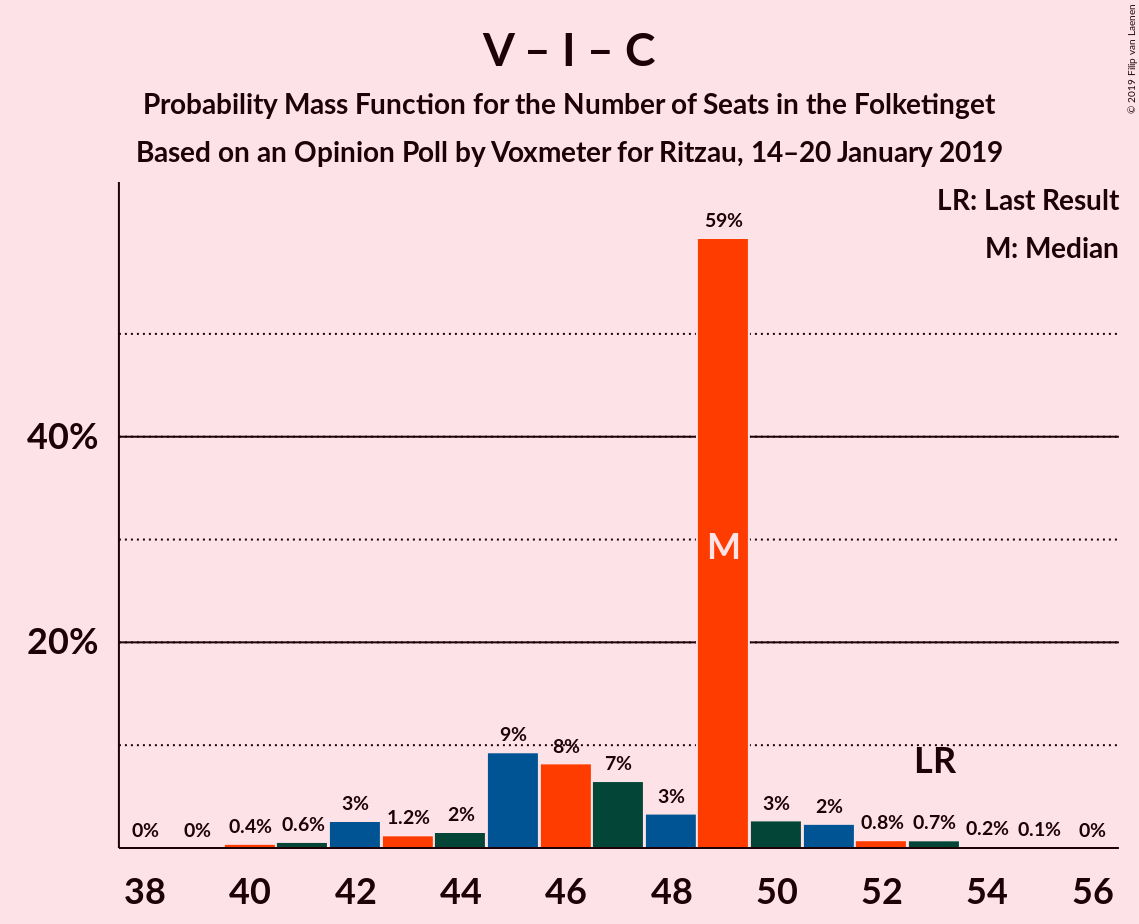 V – I – C
Probability Mass Function for the Number of Seats in the Folketinget
Based on an Opinion Poll by Voxmeter for Ritzau, 14–20 January 2019
© 2019 Filip van Laenen
LR: Last Result
M: Median
59%
40%
M
20%
9%
8%
7%
LR
3%
3%
3%
2%
2%
1.2%
0.8%
0.7%
0.6%
0.4%
0.2%
0.1%
0%
0%
0%
38 40 42 44 46 48 50 52 54 56